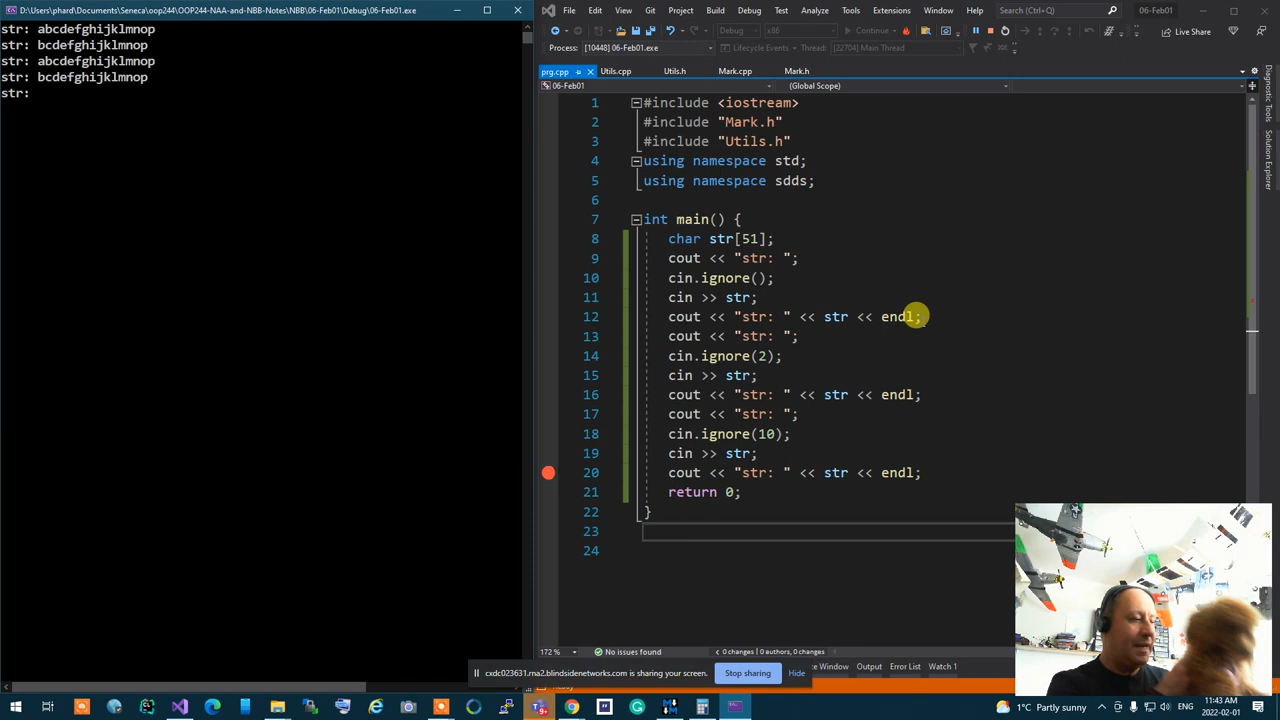 D:\Users\phard\Documents\Seneca\oop244\OOP244-NAA-and-NBB-Notes\NBB\06-Feb01\Debug\06-Feb01.exe
str: abcdefghijklmnop
str: bcdefghijklmnop
str: abcdefghijklmnop
str: bcdefghijklmnop
str:
File Edit View Git Project Build Debug Test Analyze Tools Extensions Window Help Search (Ctrl+Q) 06-Feb01
Debug x86 Continue Live Share
Process: [10448] 06-Feb01.exe Lifecycle Events Thread: [22704] Main Thread
prg.cpp Utils.cpp Utils.h Mark.cpp Mark.h
06-Feb01 (Global Scope)
1 #include <iostream>
2 #include "Mark.h"
3 #include "Utils.h"
4 using namespace std;
5 using namespace sdds;
6
7 int main() {
8 char str[51];
9 cout << "str: ";
10 cin.ignore();
11 cin >> str;
12 cout << "str: " << str << endl;
13 cout << "str: ";
14 cin.ignore(2);
15 cin >> str;
16 cout << "str: " << str << endl;
17 cout << "str: ";
18 cin.ignore(10);
19 cin >> str;
20 cout << "str: " << str << endl;
21 return 0;
22 }
23
24
Diagnostic Tools
Solution Explorer
172 % No issues found 0 changes | 0 authors, 0 changes
Window Output Error List Watch 1
cxdc023631.rna2.blindsidenetworks.com is sharing your screen. Stop sharing Hide
1°C Partly sunny ENG 11:43 AM
2022-02-01